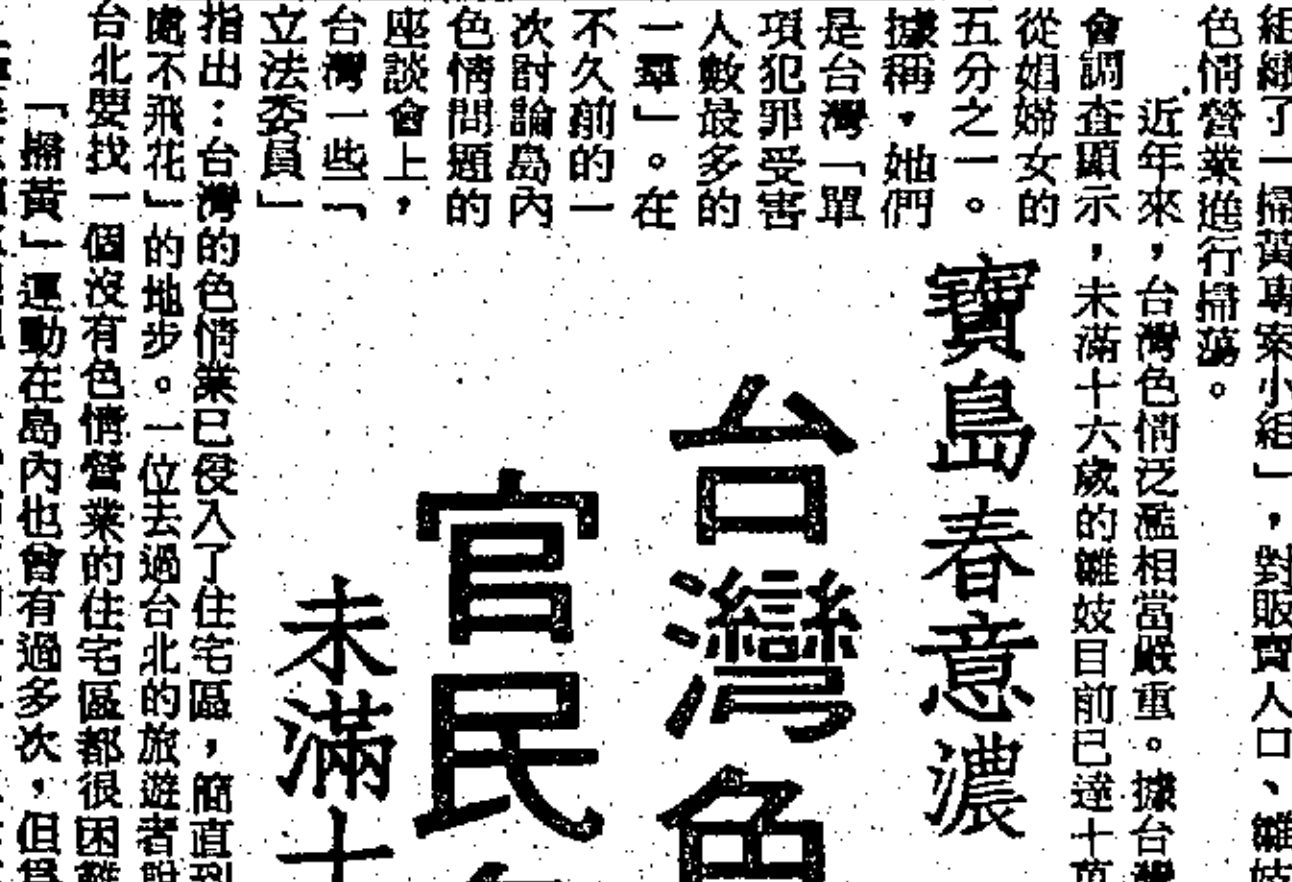 組織了「掃黃專案小組」，對販賣人口、雛妓
色情營業進行掃蕩。
近年來，台灣色情泛濫相當嚴重。據台灣
會調查顯示，未滿十六歲的雛妓目前已達十萬
從娼婦女的
五分之一。
據稱，她們
是台灣「單
項犯罪受害
人數最多的
一羣」。在
不久前的一
次討論島內
色情問題的
座談會上，
台灣一些「
立法委員」
指出：台灣的色情業已侵入了住宅區，簡直到
處不飛花」的地步。一位去過台北的旅遊者說
台北要找一個沒有色情營業的住宅區都很困難
「掃黃」運動在島內也曾有過多次，但爲
寶島春意濃
台灣色
官民
未滿十